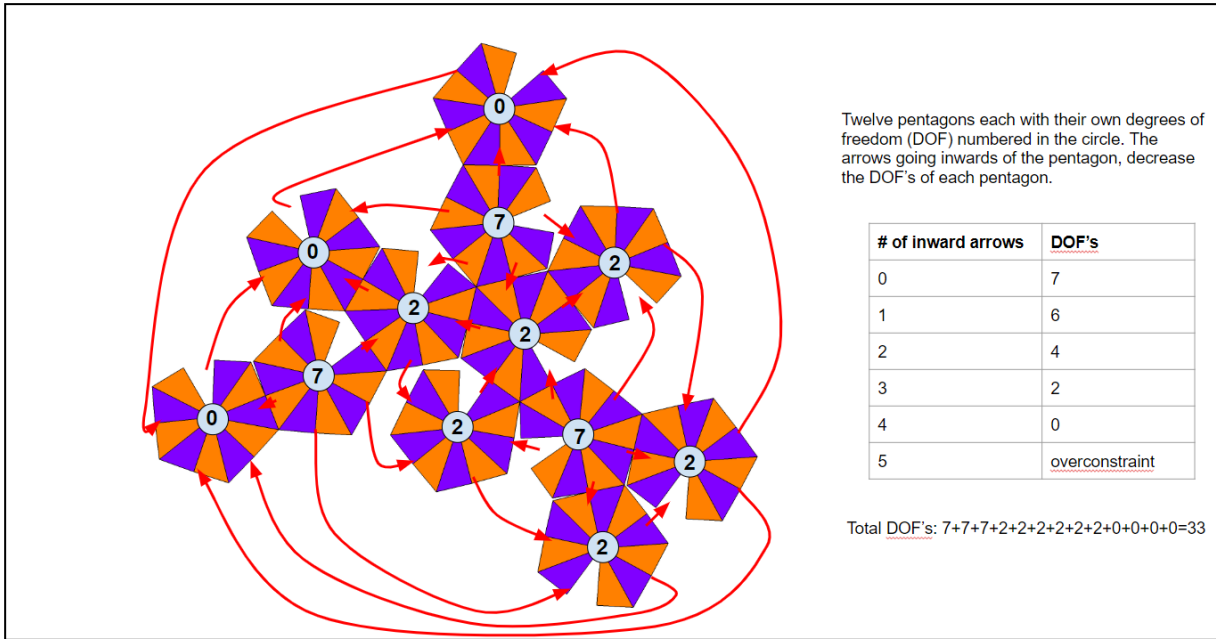 0
Twelve pentagons each with their own degrees of
freedom (DOF) numbered in the circle. The
arrows going inwards of the pentagon, decrease
the DOF's of each pentagon.
7
0
2
2
2
7
0
2
7
2
2
# of inward arrows DOF's
0 7
1 6
2 4
3 2
4 0
5 overconstraint
Total DOF's: 7+7+7+2+2+2+2+2+2+0+0+0+0=33